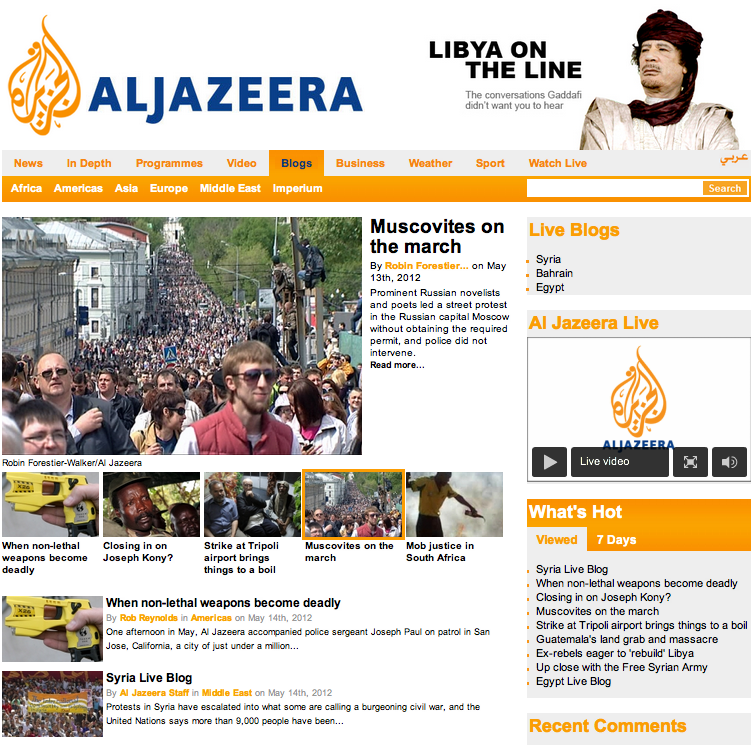 ALJAZEERA
LIBYA ON
THE LINE
The conversations Gaddafi
didn't want you to hear
عربي
News In Depth Programmes Video Blogs Business Weather Sport Watch Live
Africa Americas Asia Europe Middle East Imperium
Search
Muscovites on
the march
By Robin Forestier... on May
13th, 2012
Prominent Russian novelists
and poets led a street protest
in the Russian capital Moscow
without obtaining the required
permit, and police did not
intervene.
Read more...
Robin Forestier-Walker/Al Jazeera
When non-lethal
weapons become
deadly
Closing in on
Joseph Kony?
Strike at Tripoli
airport brings
things to a boil
Muscovites on the
march
Mob justice in
South Africa
When non-lethal weapons become deadly
By Rob Reynolds in Americas on May 14th, 2012
One afternoon in May, Al Jazeera accompanied police sergeant Joseph Paul on patrol in San
Jose, California, a city of just under a million...
Syria Live Blog
By Al Jazeera Staff in Middle East on May 14th, 2012
Protests in Syria have escalated into what some are calling a burgeoning civil war, and the
United Nations says more than 9,000 people have been...
Live Blogs
Syria
Bahrain
Egypt
Al Jazeera Live
ALJAZEERA
Live video
What's Hot
Viewed 7 Days
Syria Live Blog
When non-lethal weapons become deadly
Closing in on Joseph Kony?
Muscovites on the march
Strike at Tripoli airport brings things to a boil
Guatemala's land grab and massacre
Ex-rebels eager to 'rebuild' Libya
Up close with the Free Syrian Army
Egypt Live Blog
Recent Comments